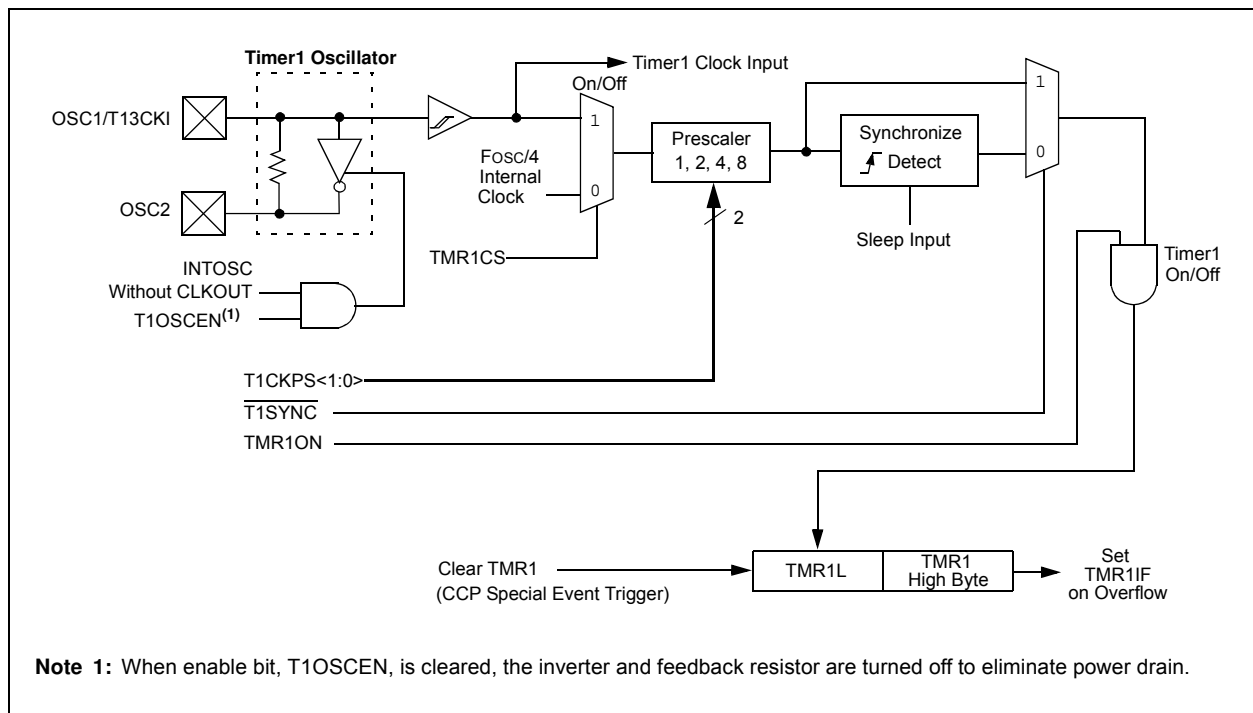 Timer1 Oscillator
Timer1 Clock Input
On/Off
OSC1/T13CKI
1
FOSC/4
Internal
Clock
0
Prescaler
1, 2, 4, 8
Synchronize
Detect
1
0
OSC2
2
Sleep Input
TMR1CS
INTOSC
Without CLKOUT
T1OSCEN(1)
Timer1
On/Off
T1CKPS<1:0>
T1SYNC
TMR1ON
Clear TMR1
(CCP Special Event Trigger)
TMR1L
TMR1
High Byte
Set
TMR1IF
on Overflow
Note 1: When enable bit, T1OSCEN, is cleared, the inverter and feedback resistor are turned off to eliminate power drain.